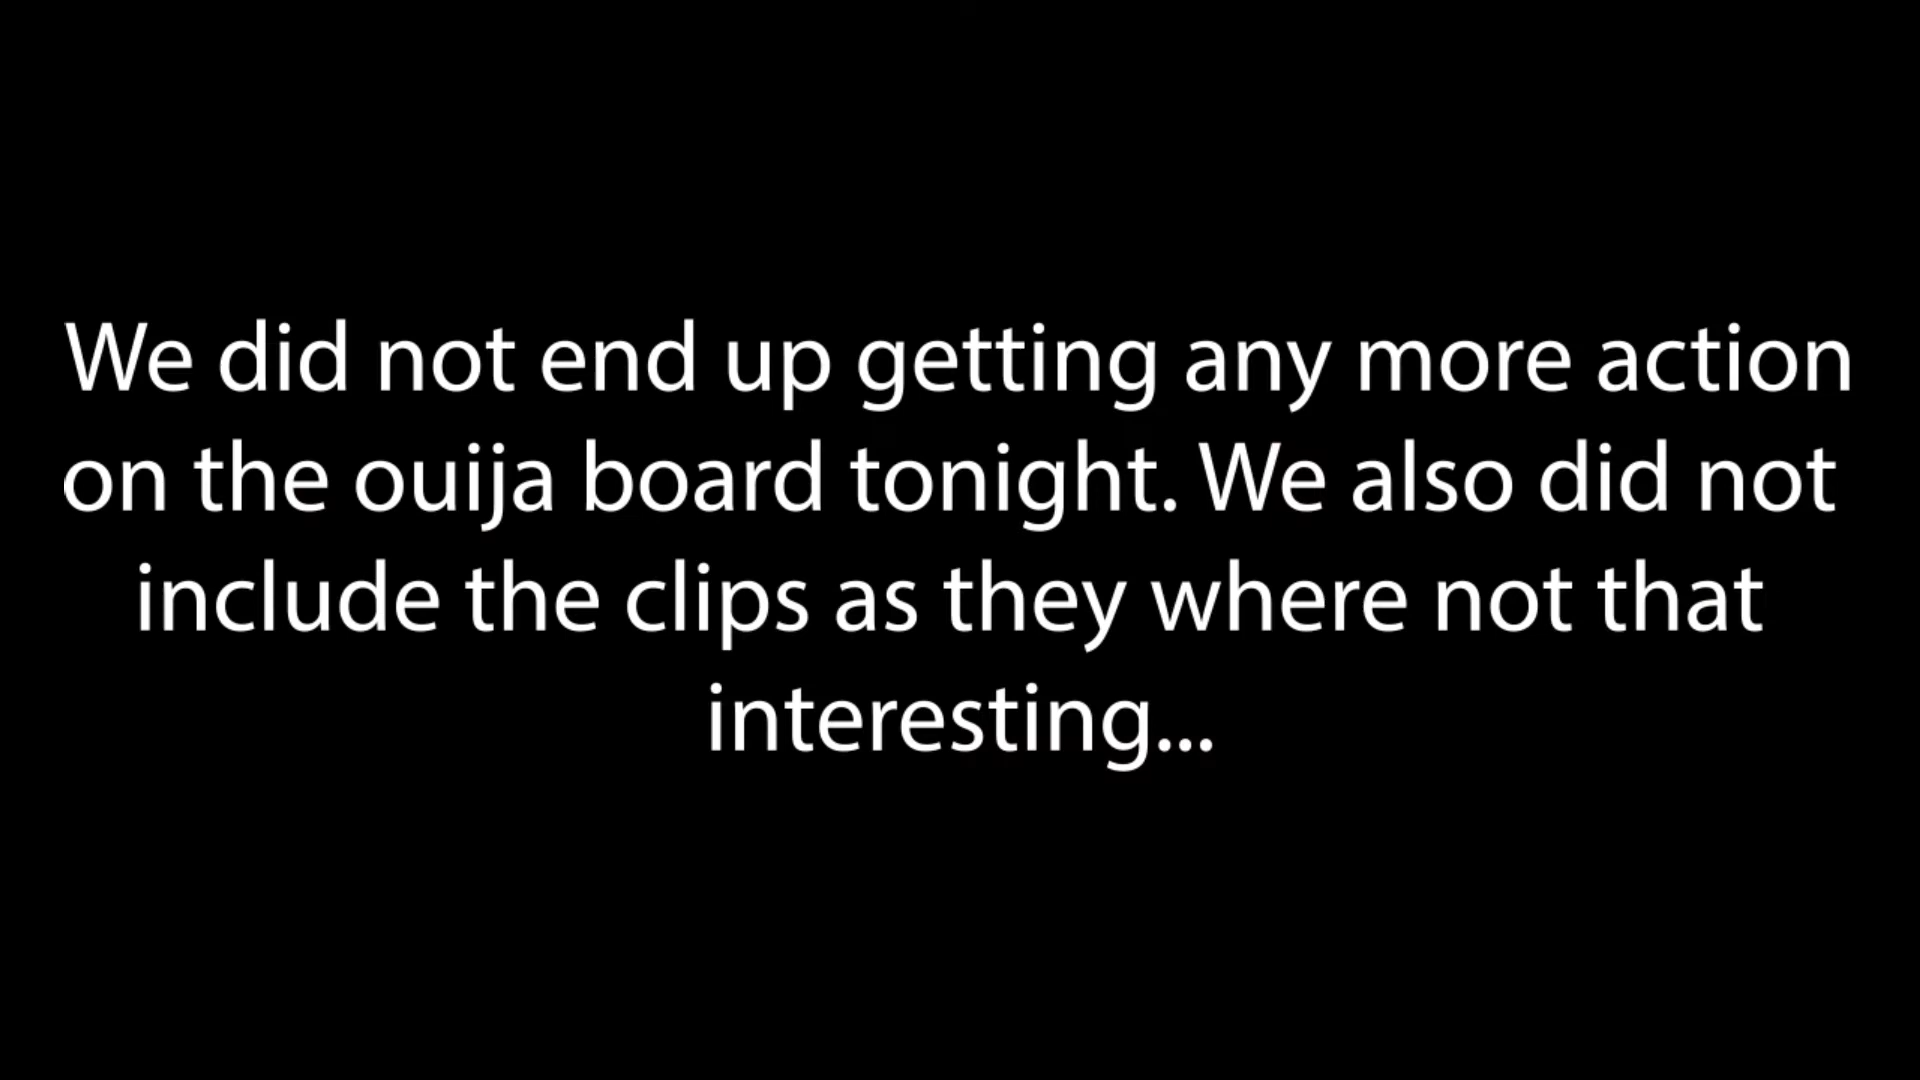 We did not end up getting any more action
on the ouija board tonight. We also did not
include the clips as they where not that
interesting...